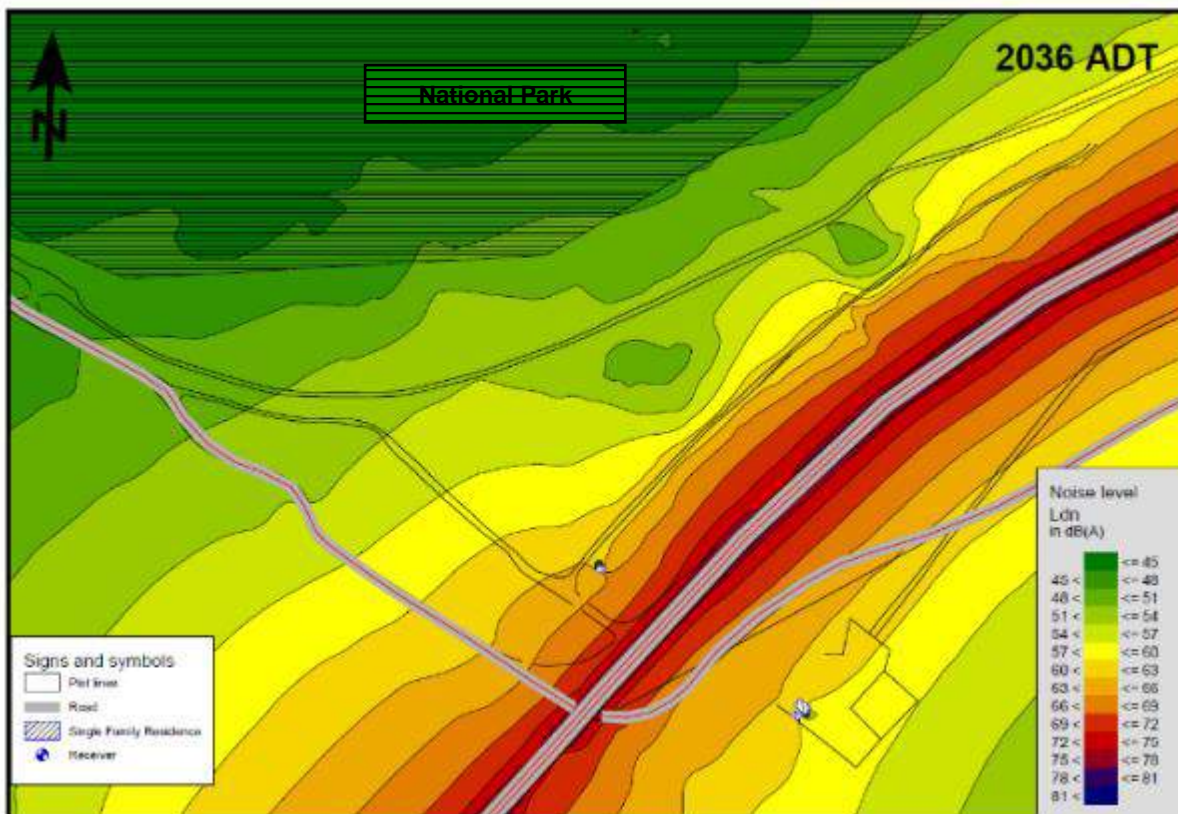 2036 ADT
National Park
N
Noise level
Ldn
in dB(A)
<= 45
45 < <= 48
48 < <= 51
51 < <= 54
54 < <= 57
57 < <= 60
60 < <= 63
63 < <= 66
66 < <= 69
69 < <= 72
72 < <= 75
75 < <= 78
78 < <= 81
81 <
Signs and symbols
Plot lines
Road
Single Family Residence
Receiver